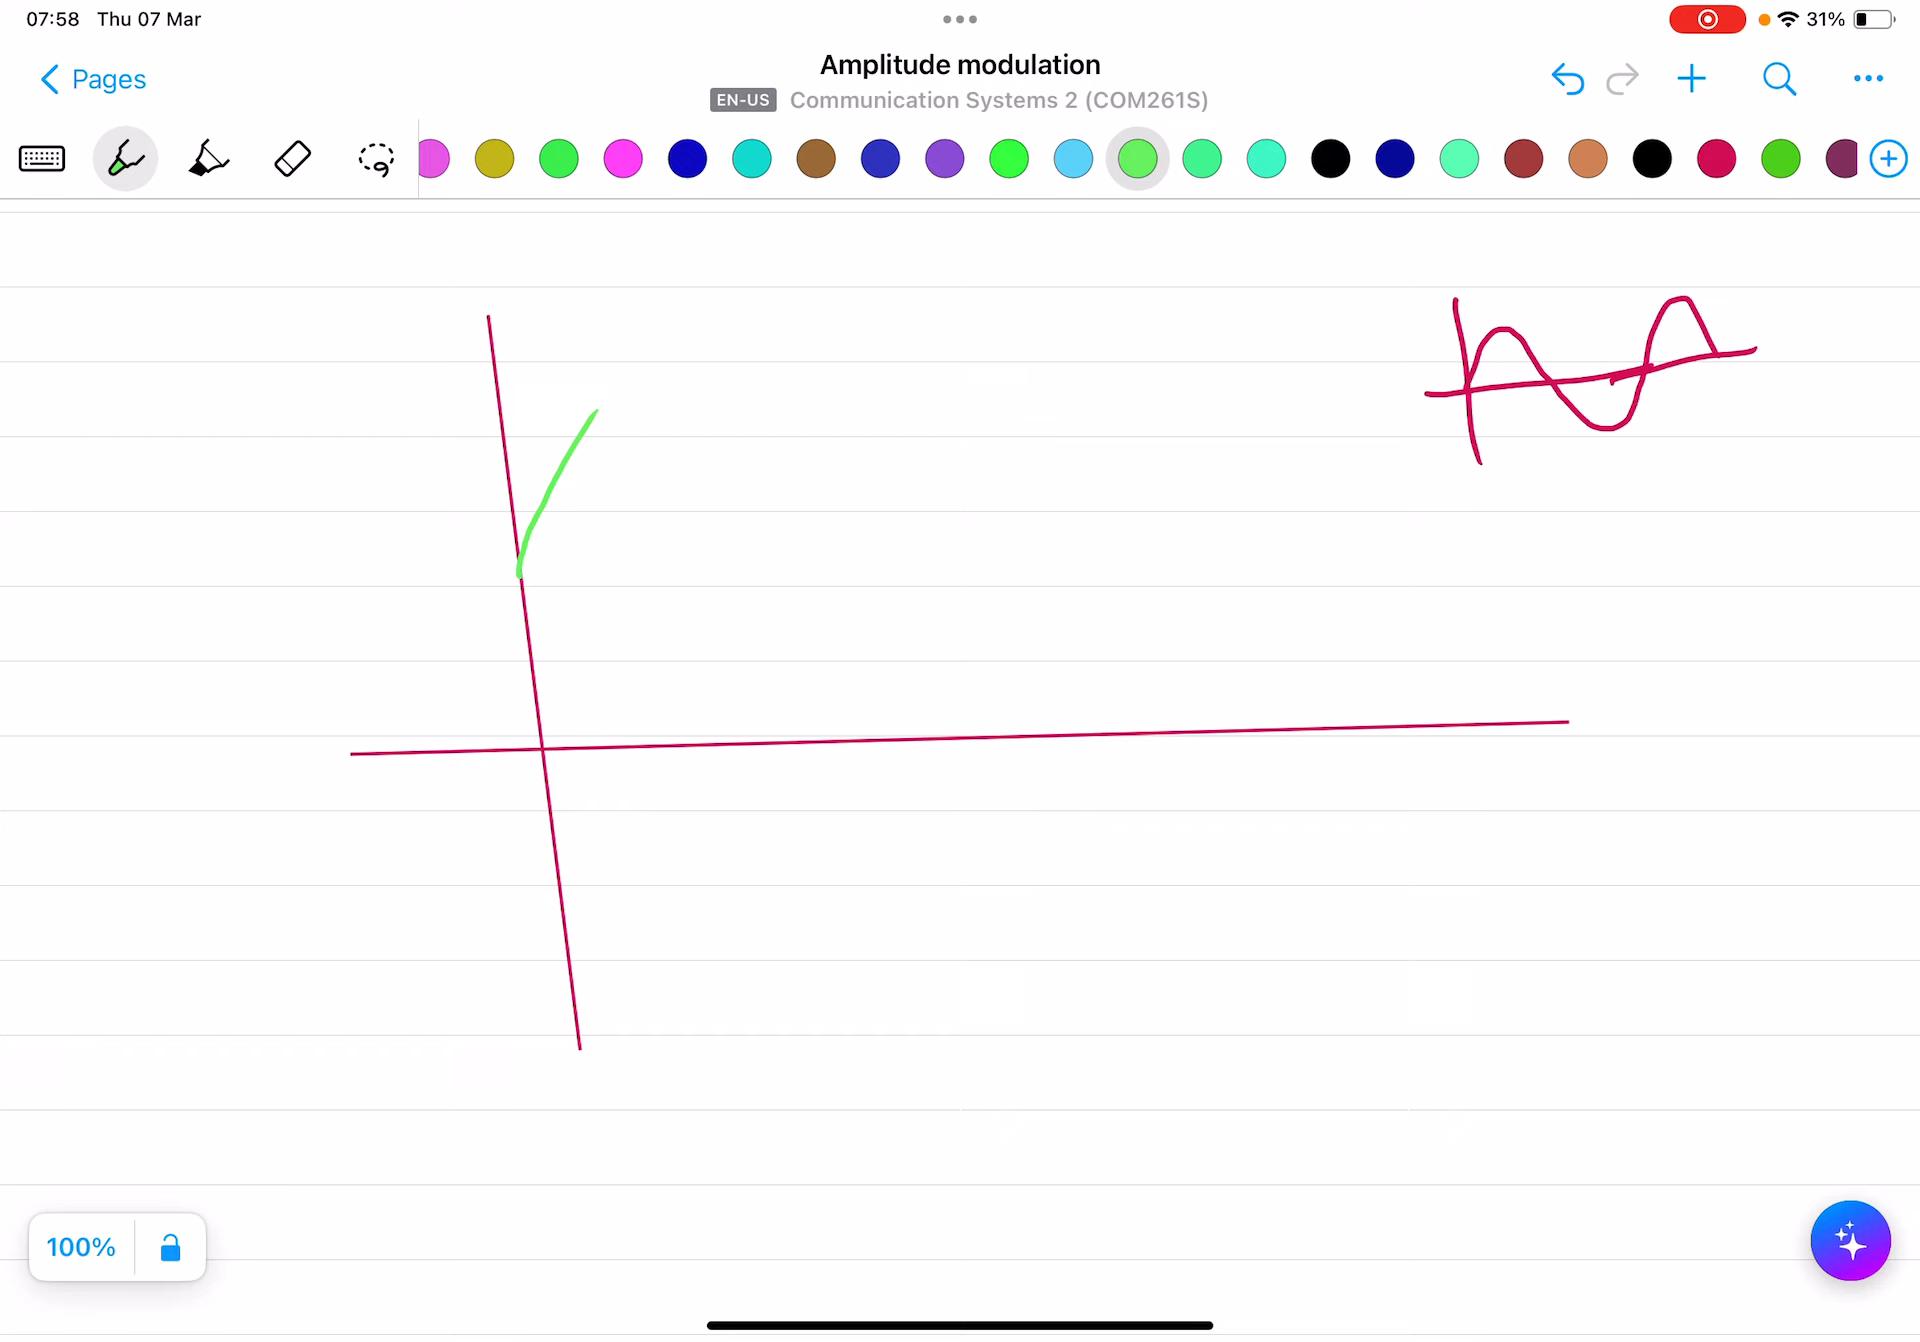 07:58 Thu 07 Mar
31%
Pages
Amplitude modulation
EN-US Communication Systems 2 (COM261S)
100%